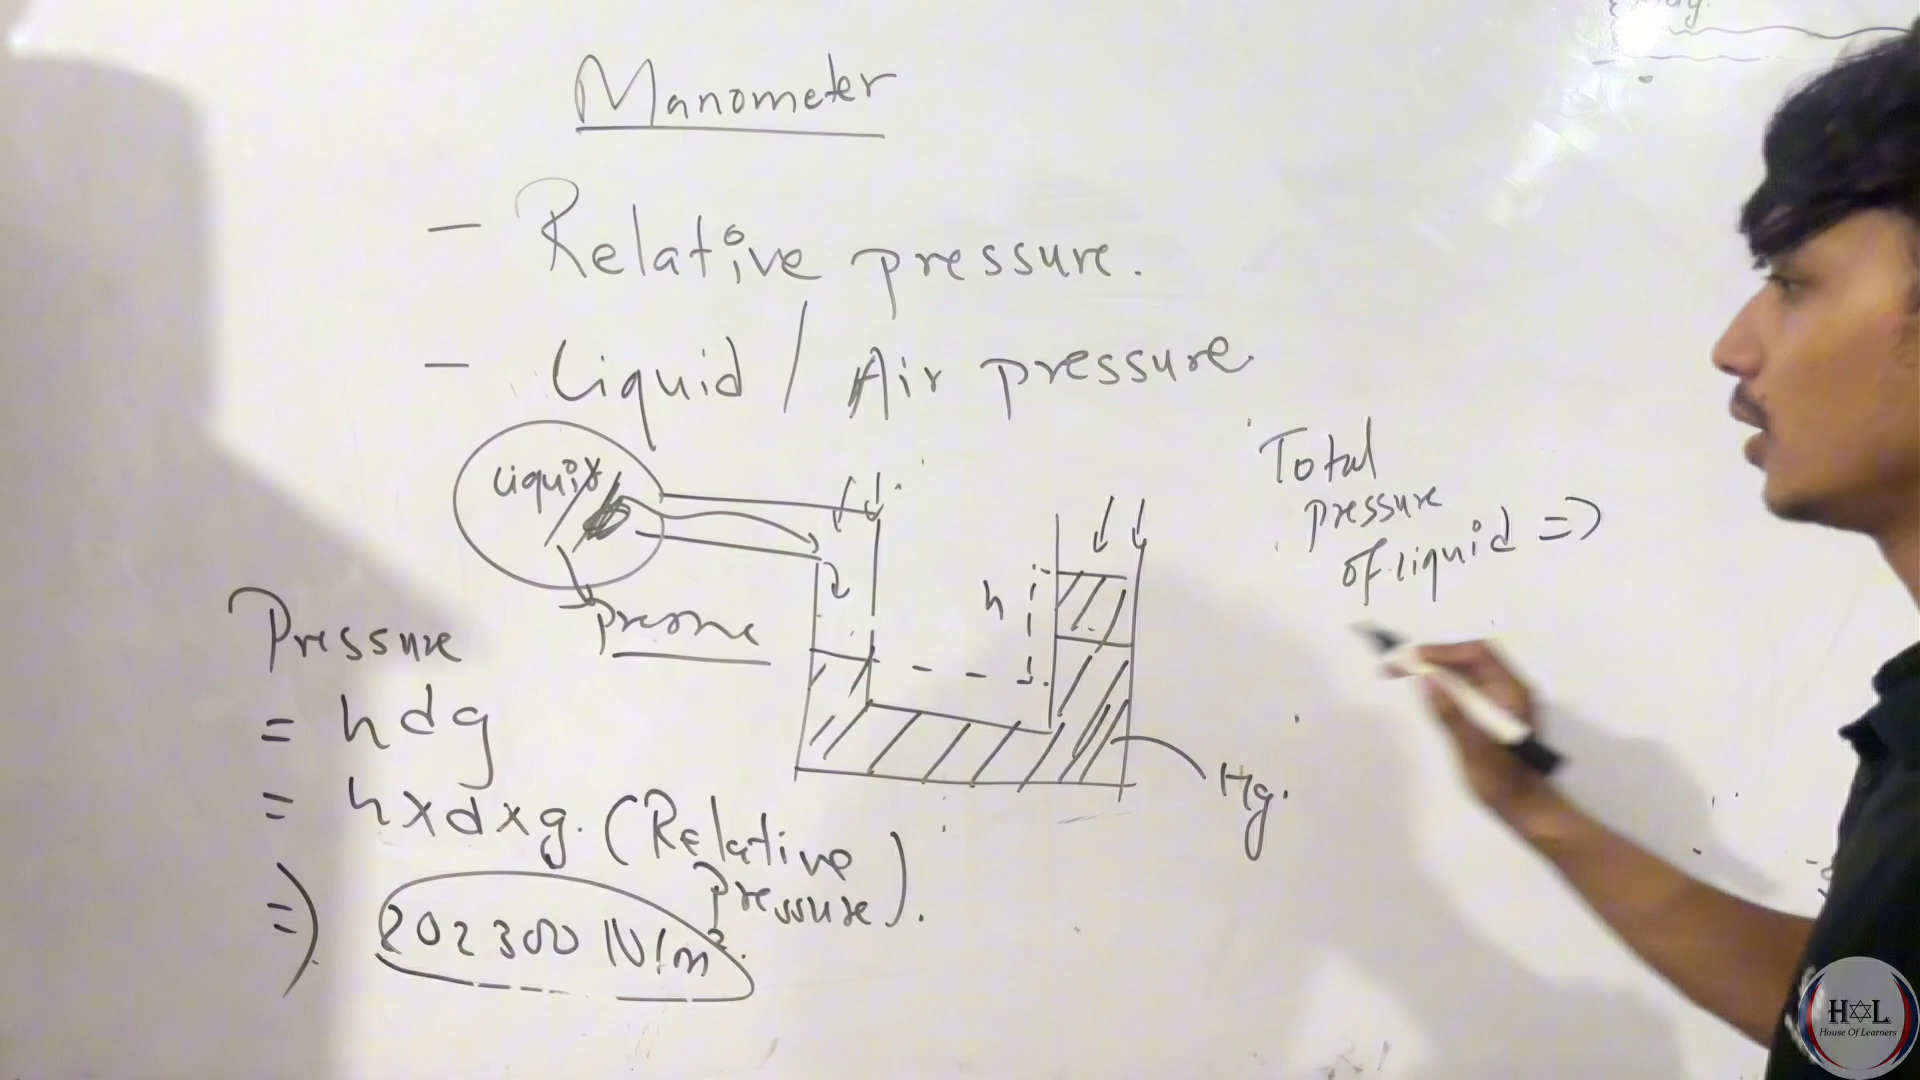 Manometer
- Relative pressure.
- Liquid / Air pressure
Liquid
Total
pressure
of liquid =>
h
Pressure
= hdg
= h×d×g. (Relative
pressure).
=> 202300 N/m²
Hg.
H L
House Of Learners